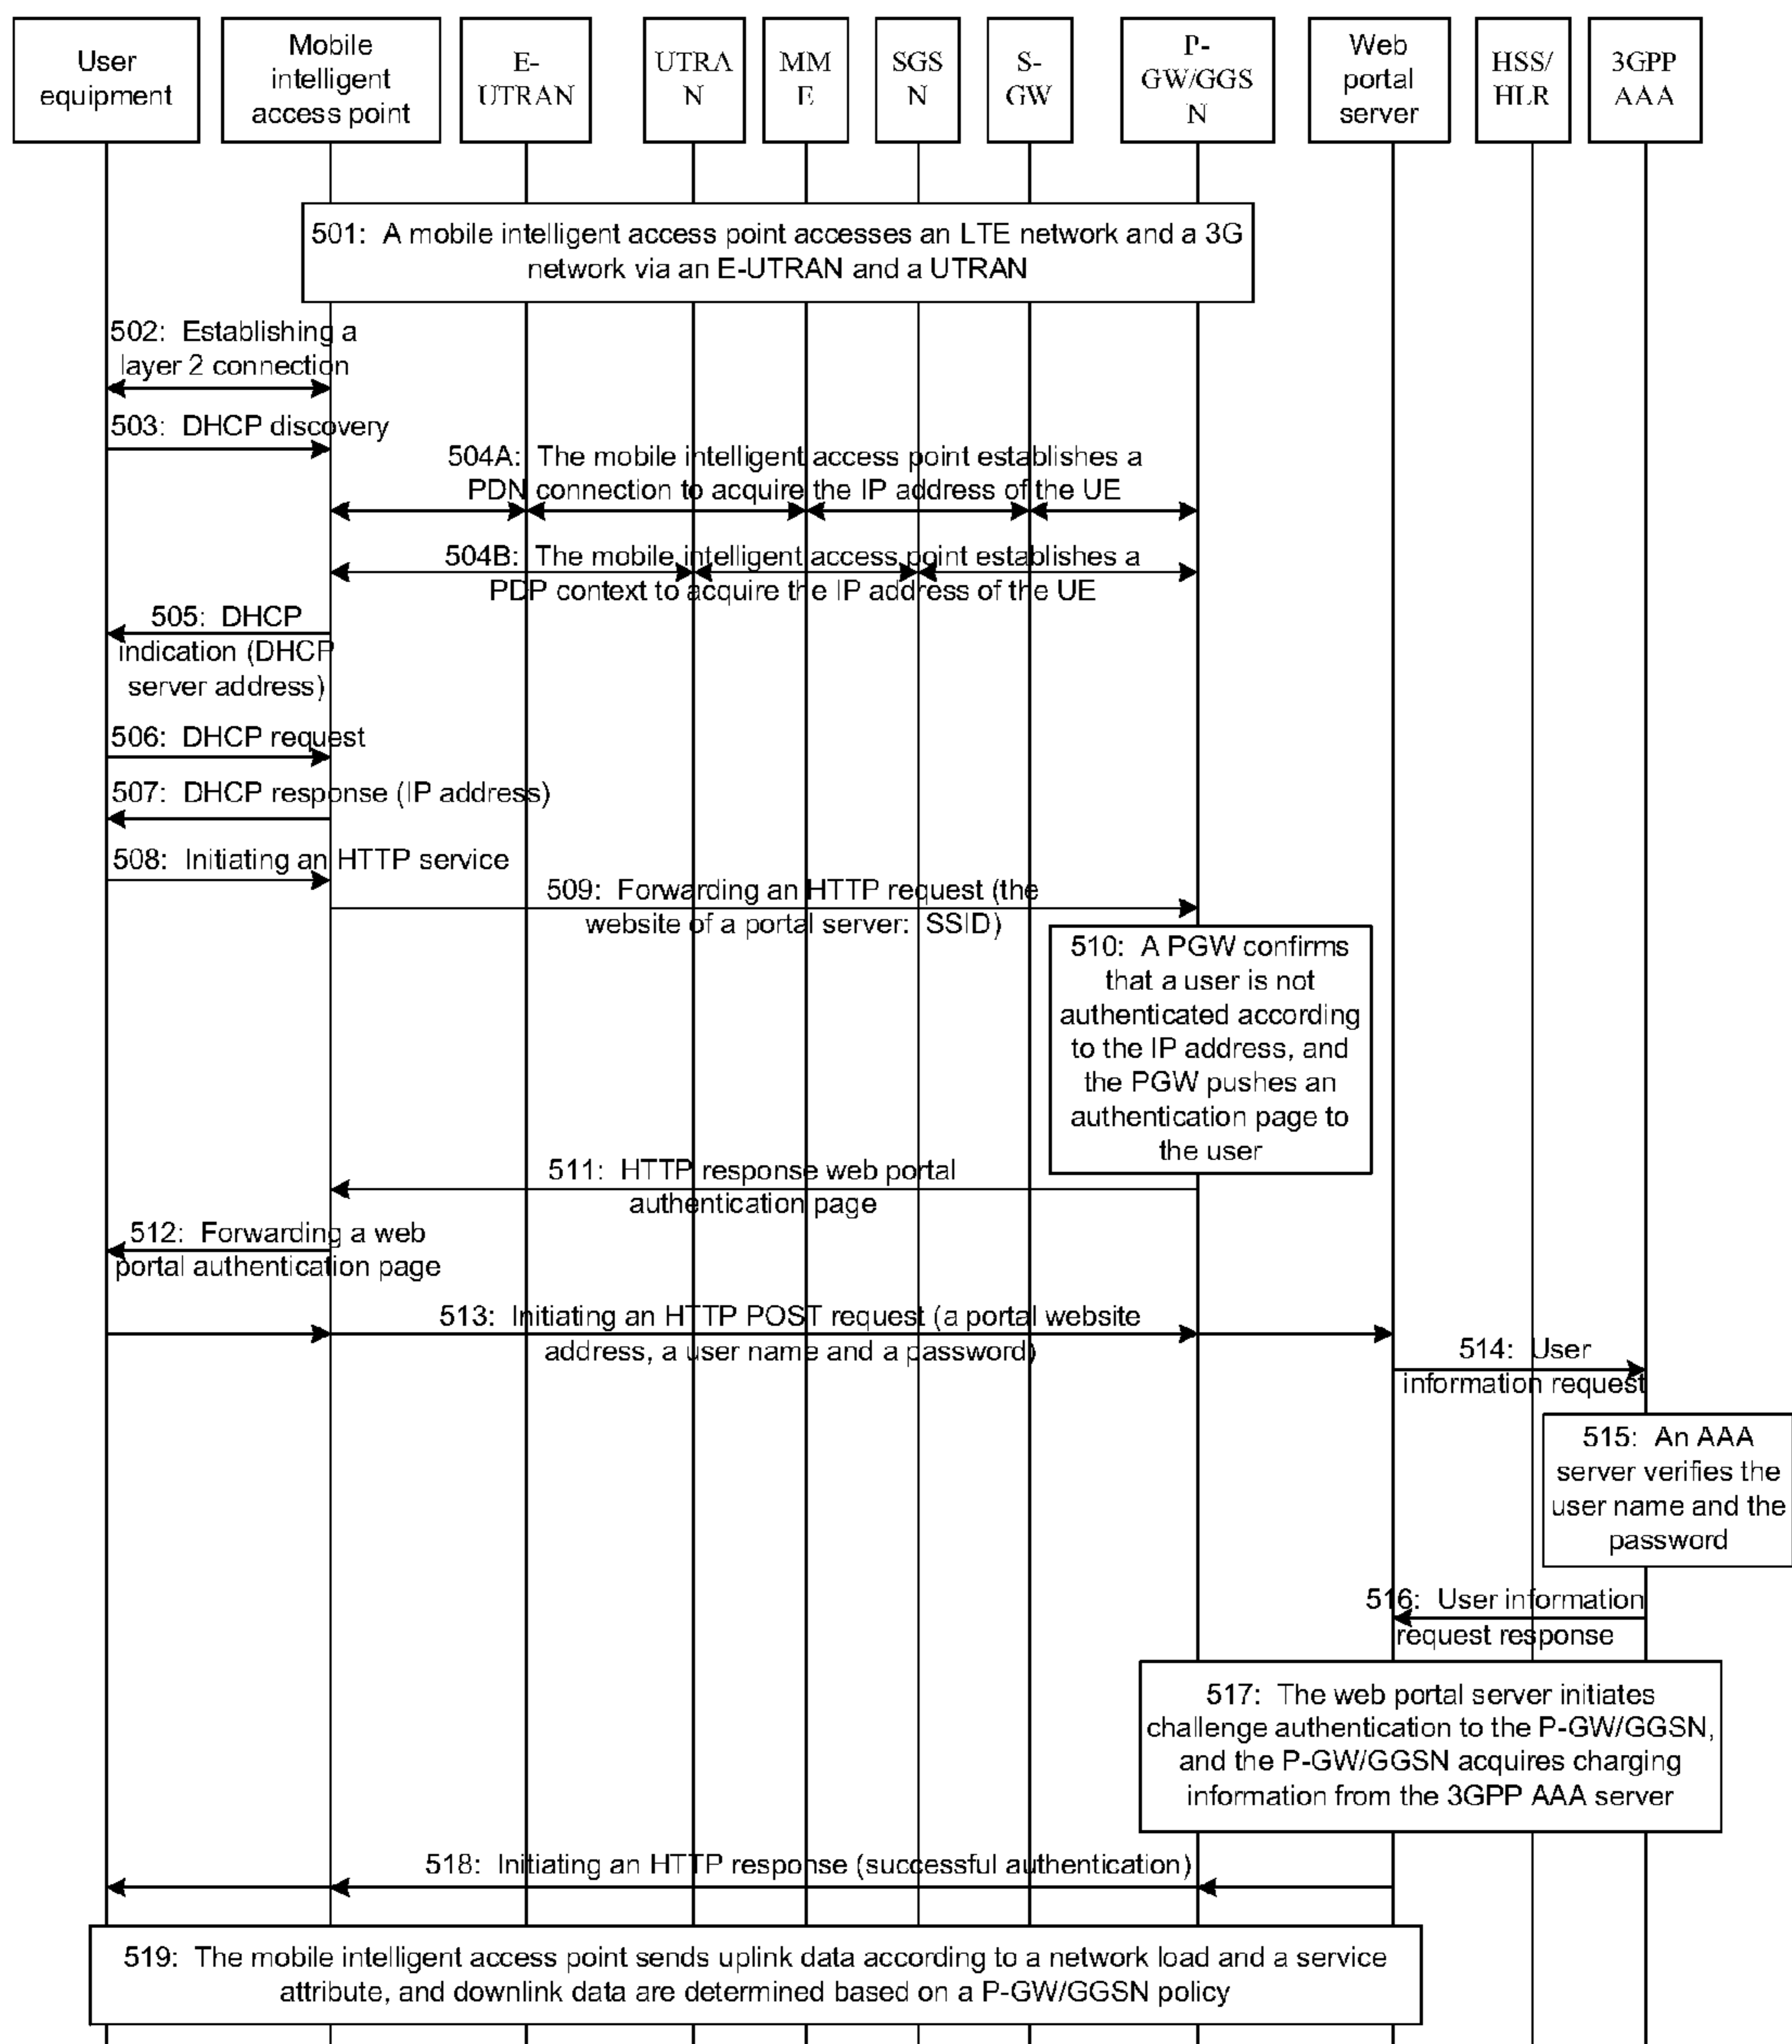 User
equipment
Mobile
intelligent
access point
E-
UTRAN
UTRA
N
MM
E
SGS
N
S-
GW
P-
GW/GGS
N
Web
portal
server
HSS/
HLR
3GPP
AAA
501: A mobile intelligent access point accesses an LTE network and a 3G
network via an E-UTRAN and a UTRAN
502: Establishing a
layer 2 connection
503: DHCP discovery
504A: The mobile intelligent access point establishes a
PDN connection to acquire the IP address of the UE
504B: The mobile intelligent access point establishes a
PDP context to acquire the IP address of the UE
505: DHCP
indication (DHCP
server address)
506: DHCP request
507: DHCP response (IP address)
508: Initiating an HTTP service
509: Forwarding an HTTP request (the
website of a portal server: SSID)
510: A PGW confirms
that a user is not
authenticated according
to the IP address, and
the PGW pushes an
authentication page to
the user
511: HTTP response web portal
authentication page
512: Forwarding a web
portal authentication page
513: Initiating an HTTP POST request (a portal website
address, a user name and a password)
514: User
information request
515: An AAA
server verifies the
user name and the
password
516: User information
request response
517: The web portal server initiates
challenge authentication to the P-GW/GGSN,
and the P-GW/GGSN acquires charging
information from the 3GPP AAA server
518: Initiating an HTTP response (successful authentication)
519: The mobile intelligent access point sends uplink data according to a network load and a service
attribute, and downlink data are determined based on a P-GW/GGSN policy